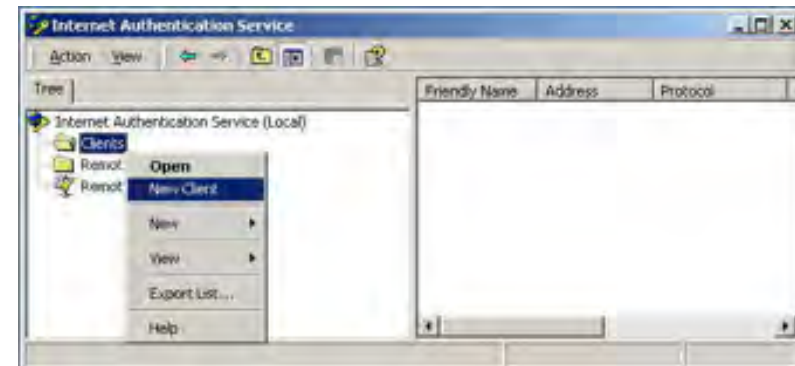 Internet Authentication Service
Action View
Tree
Friendly Name Address Protocol
Internet Authentication Service (Local)
Clients
Remot
Remot
Open
New Client
New
View
Export List...
Help